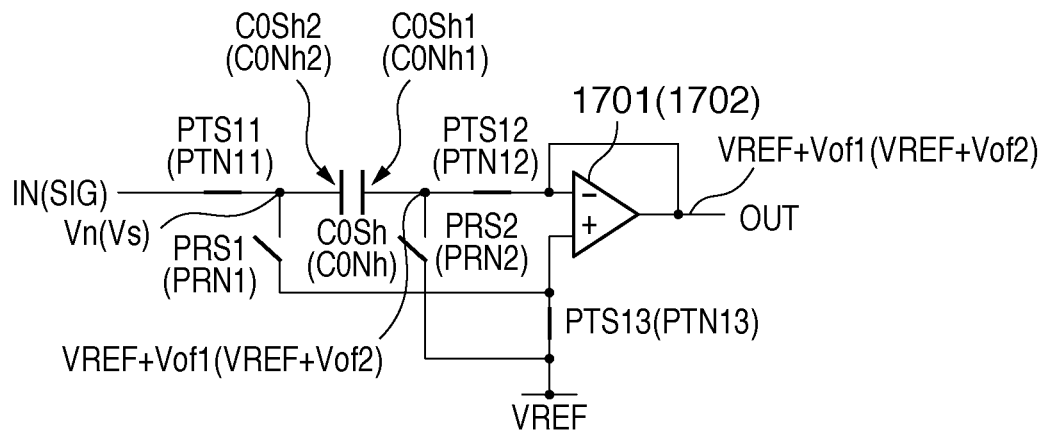 C0Sh2
(C0Nh2)
C0Sh1
(C0Nh1)
1701(1702)
PTS11
(PTN11)
PTS12
(PTN12)
VREF+Vof1(VREF+Vof2)
IN(SIG)
Vn(Vs)
OUT
PRS1
(PRN1)
C0Sh
(C0Nh)
PRS2
(PRN2)
−
+
PTS13(PTN13)
VREF+Vof1(VREF+Vof2)
VREF